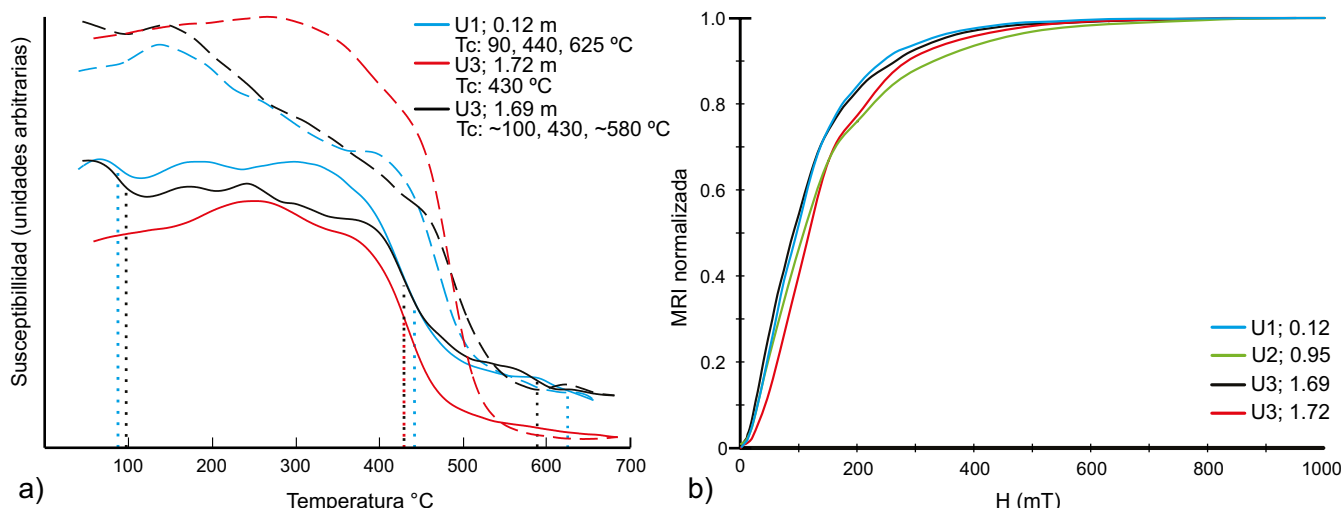 Susceptibilidad (unidades arbitrarias)
U1; 0.12 m
Tc: 90, 440, 625 ºC
U3; 1.72 m
Tc: 430 ºC
U3; 1.69 m
Tc: ~100, 430, ~580 ºC
100 200 300 400 500 600 700
Temperatura °C
a)
MRI normalizada
1.0
0.8
0.6
0.4
0.2
0
U1; 0.12
U2; 0.95
U3; 1.69
U3; 1.72
0 200 400 600 800 1000
H (mT)
b)